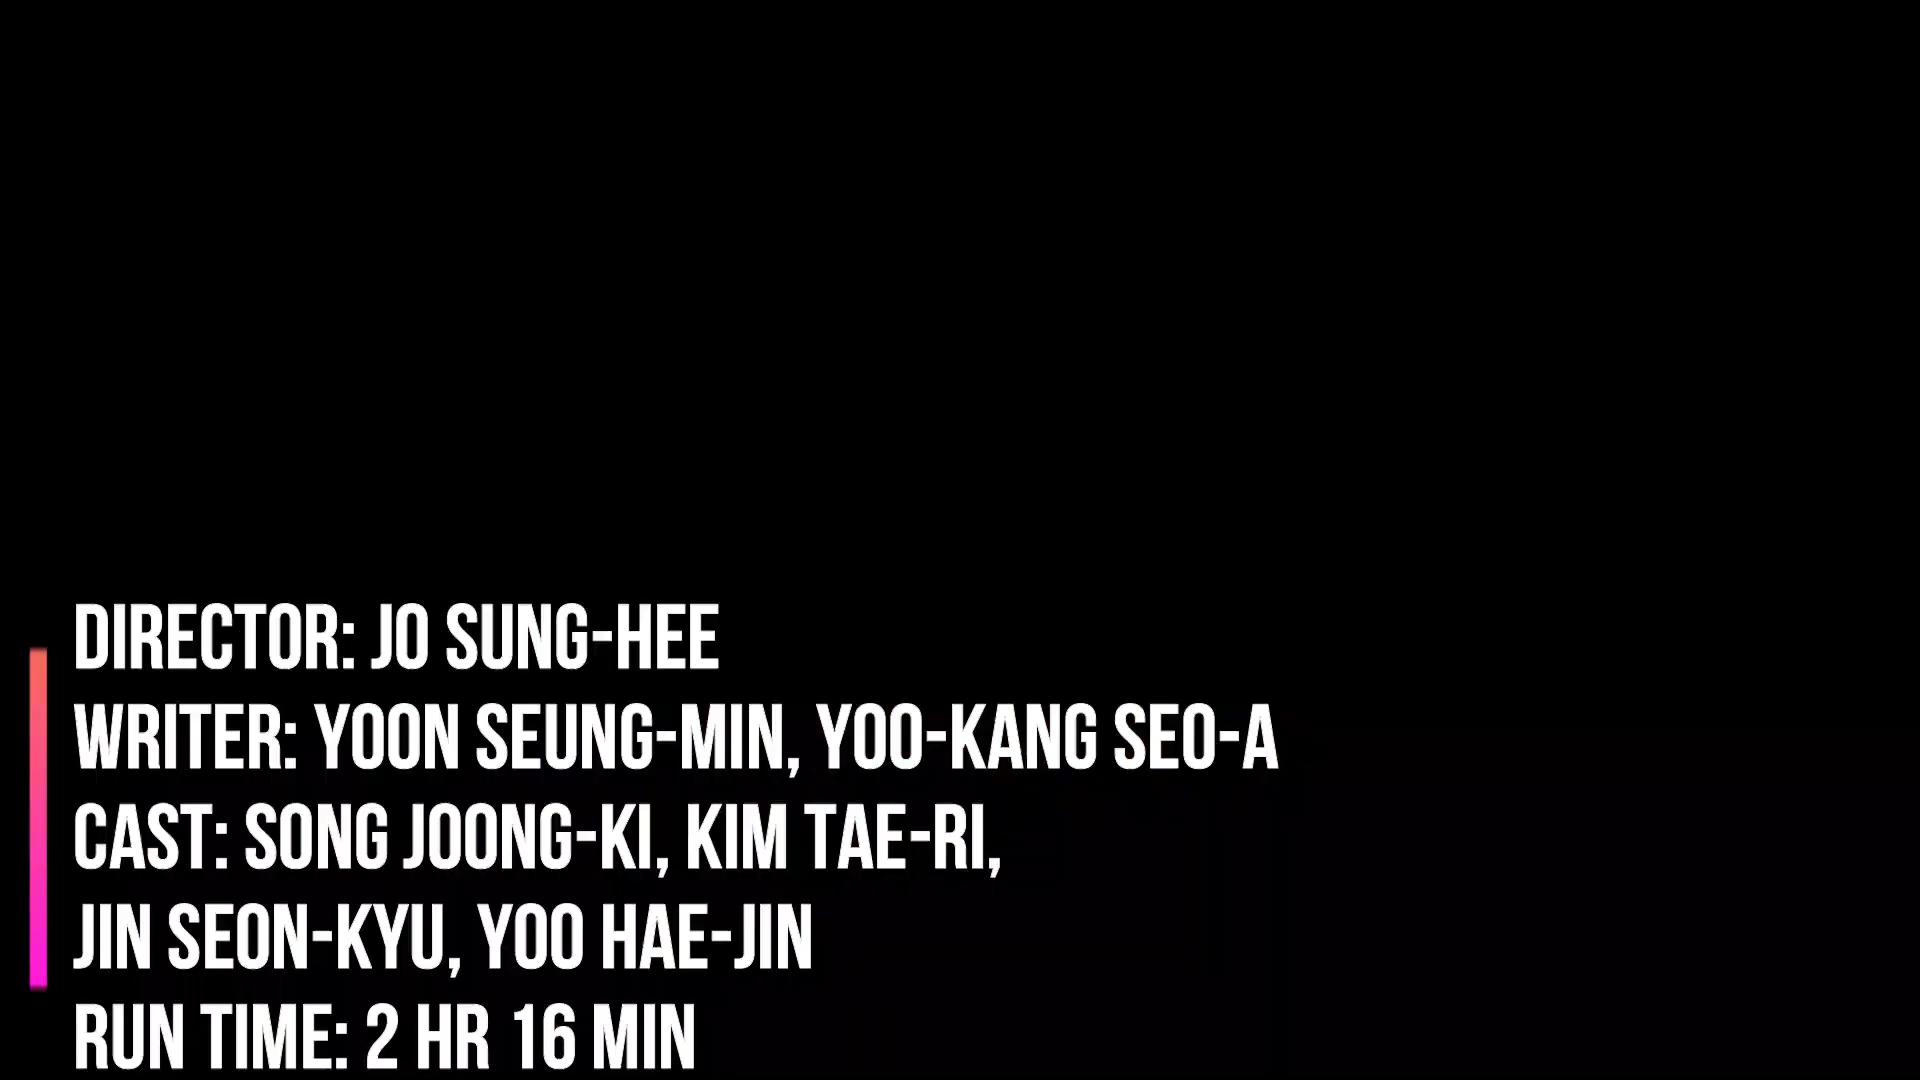 DIRECTOR: JO SUNG-HEE
WRITER: YOON SEUNG-MIN, YOO-KANG SEO-A
CAST: SONG JOONG-KI, KIM TAE-RI,
JIN SEON-KYU, YOO HAE-JIN
RUN TIME: 2 HR 16 MIN